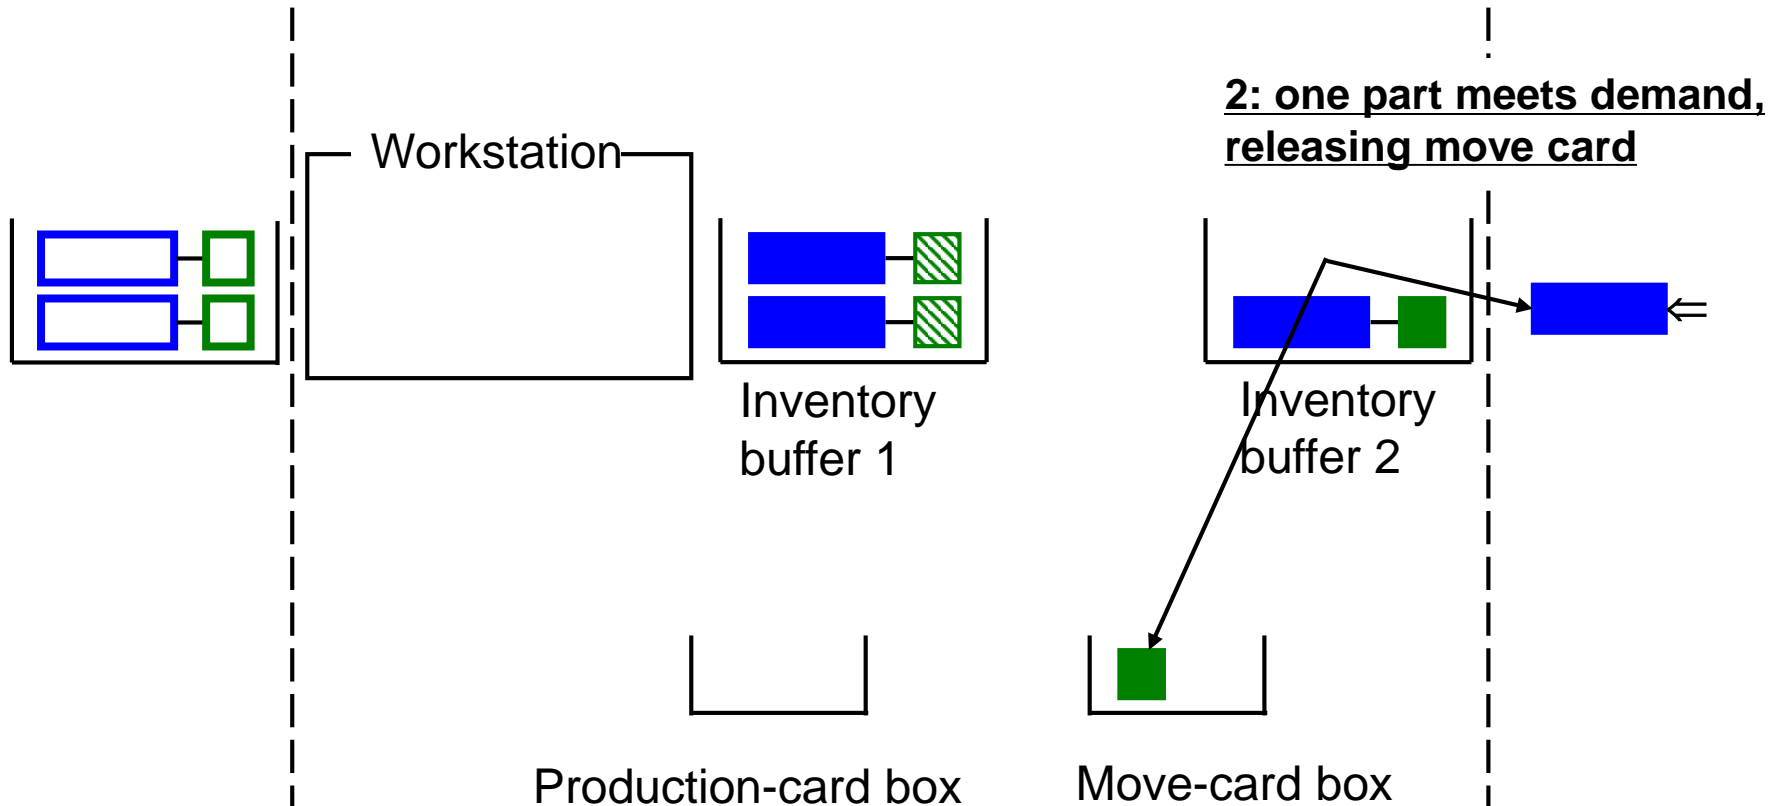 2: one part meets demand,
releasing move card
Workstation
Inventory
buffer 1
Inventory
buffer 2
Production-card box
Move-card box